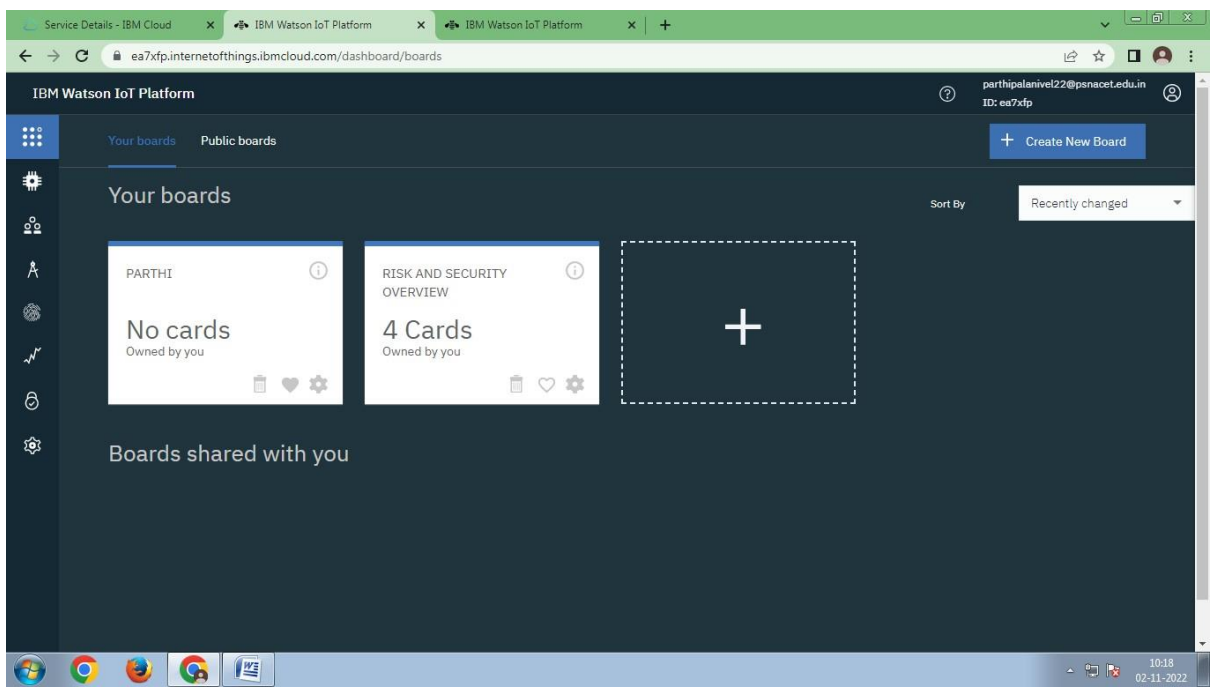 Service Details - IBM Cloud
IBM Watson IoT Platform
IBM Watson IoT Platform
ea7xfp.internetofthings.ibmcloud.com/dashboard/boards
IBM Watson IoT Platform
parthipalanivel22@psnacet.edu.in
ID: ea7xfp
Your boards Public boards
Create New Board
Your boards
Sort By Recently changed
PARTHI
No cards
Owned by you
RISK AND SECURITY
OVERVIEW
4 Cards
Owned by you
Boards shared with you
10:18
02-11-2022